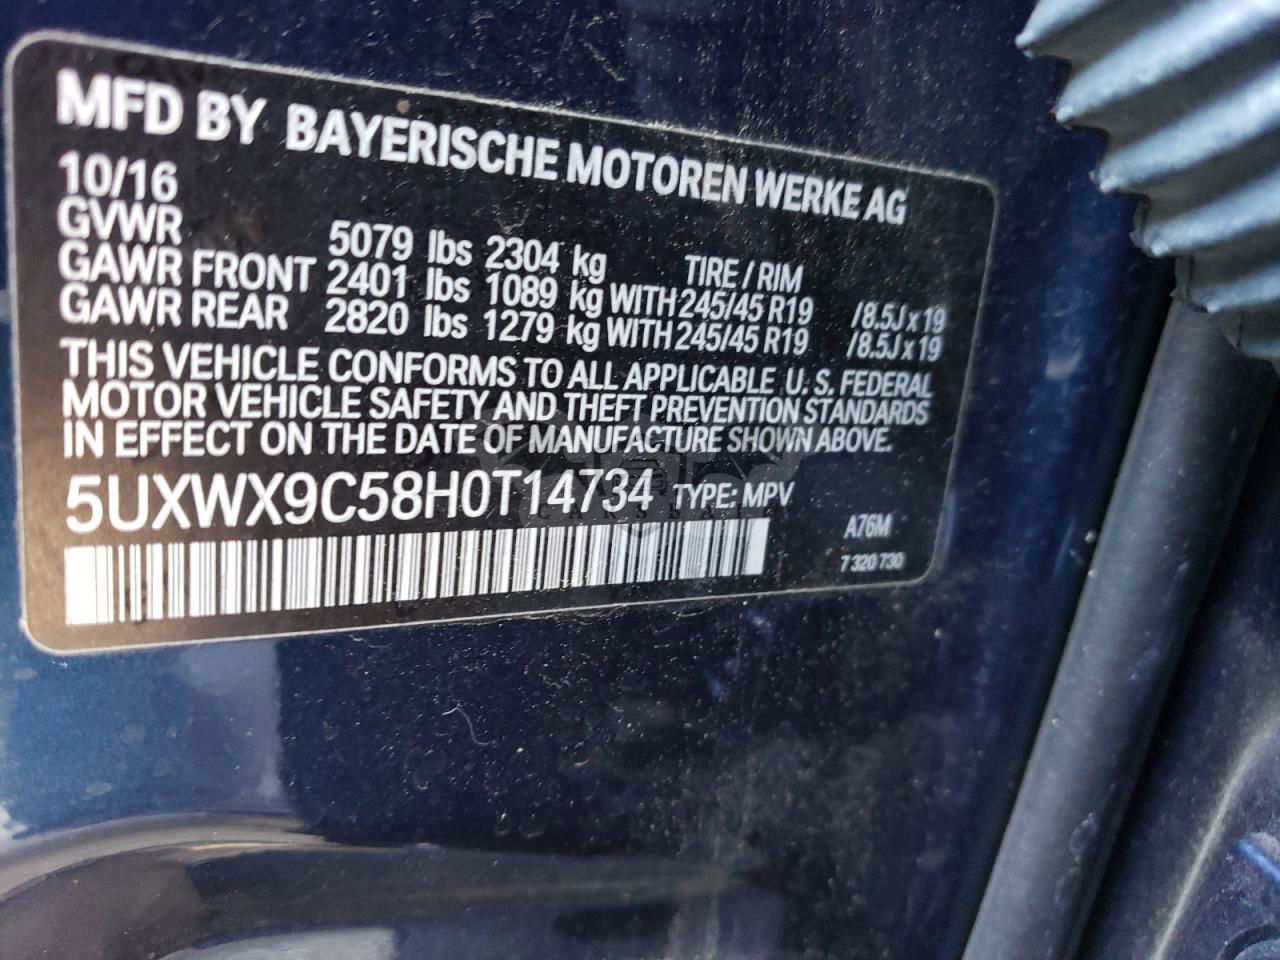 MFD BY BAYERISCHE MOTOREN WERKE AG
10/16
GVWR 5079 lbs 2304 kg TIRE / RIM
GAWR FRONT 2401 lbs 1089 kg WITH 245/45 R19 /8.5J x 19
GAWR REAR 2820 lbs 1279 kg WITH 245/45 R19 /8.5J x 19
THIS VEHICLE CONFORMS TO ALL APPLICABLE U. S. FEDERAL
MOTOR VEHICLE SAFETY AND THEFT PREVENTION STANDARDS
IN EFFECT ON THE DATE OF MANUFACTURE SHOWN ABOVE.
5UXWX9C58H0T14734 TYPE: MPV
A76M
7 320 730